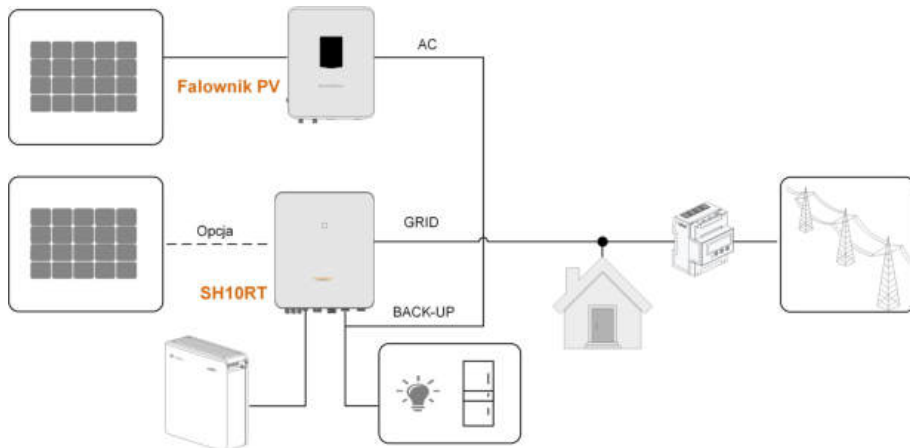 AC
Falownik PV
Opcja
GRID
SH10RT
BACK-UP